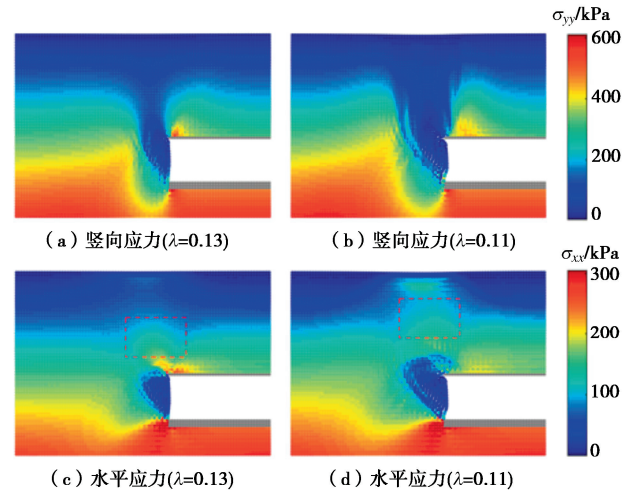 σyy/kPa
600
400
200
0
（a）竖向应力(λ=0.13)
（b）竖向应力(λ=0.11)
σxx/kPa
300
200
100
0
（c）水平应力(λ=0.13)
（d）水平应力(λ=0.11)